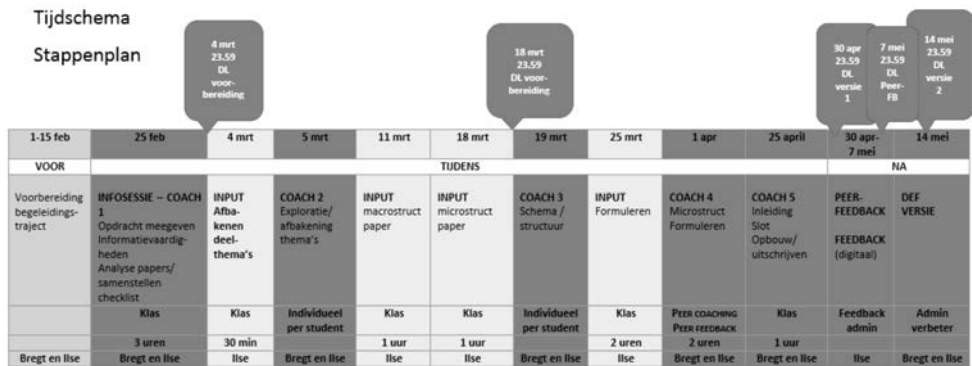 Tijdschema
Stappenplan
4 mrt
23.59
DL
voor-
bereiding
18 mrt
23.59
DL voor-
bereiding
30 apr
23.59
DL
versie
1
7 mei
23.59
DL
Peer-
FB
14 mei
23.59
DL
versie
2
1-15 feb
25 feb
4 mrt
5 mrt
11 mrt
18 mrt
19 mrt
25 mrt
1 apr
25 april
30 apr-
7 mei
14 mei
VOOR
TIJDENS
NA
Voorbereiding
begeleidings-
traject
INFOSESSIE – COACH
1
Opdracht meegeven
Informatievaardig-
heden
Analyse papers/
samenstellen
checklist
INPUT
Afba-
kenen
deel-
thema's
COACH 2
Exploratie/
afbakening
thema's
INPUT
macrostruct
paper
INPUT
microstruct
paper
COACH 3
Schema /
structuur
INPUT
Formuleren
COACH 4
Microstruct
Formuleren
COACH 5
Inleiding
Slot
Opbouw/
uitschrijven
PEER-
FEEDBACK
FEEDBACK
(digitaal)
DEF
VERSIE
Klas
Klas
Individueel
per student
Klas
Klas
Individueel
per student
Klas
PEER COACHING
PEER FEEDBACK
Klas
Feedback
admin
Admin
verbeter
3 uren
30 min
1 uur
1 uur
2 uren
2 uren
1 uur
Bregt en Ilse
Bregt en Ilse
Ilse
Bregt en Ilse
Ilse
Ilse
Bregt en Ilse
Ilse
Bregt en Ilse
Bregt en Ilse
Ilse
Bregt en Ilse